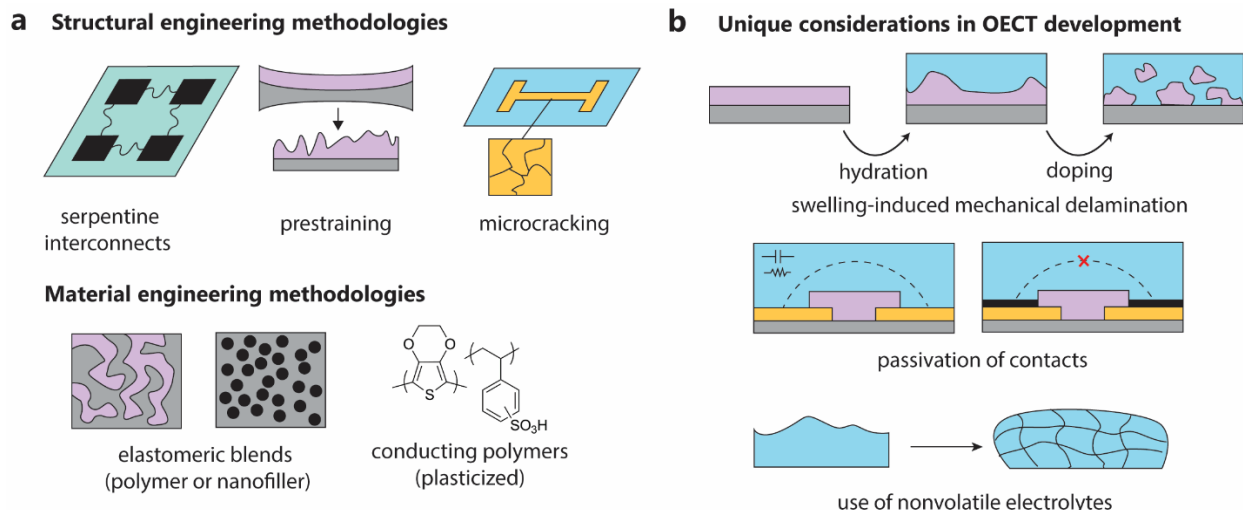 a Structural engineering methodologies
serpentine
interconnects
prestraining
microcracking
Material engineering methodologies
elastomeric blends
(polymer or nanofiller)
O O
S
SO₃H
conducting polymers
(plasticized)
b Unique considerations in OECT development
hydration
doping
swelling-induced mechanical delamination
passivation of contacts
use of nonvolatile electrolytes